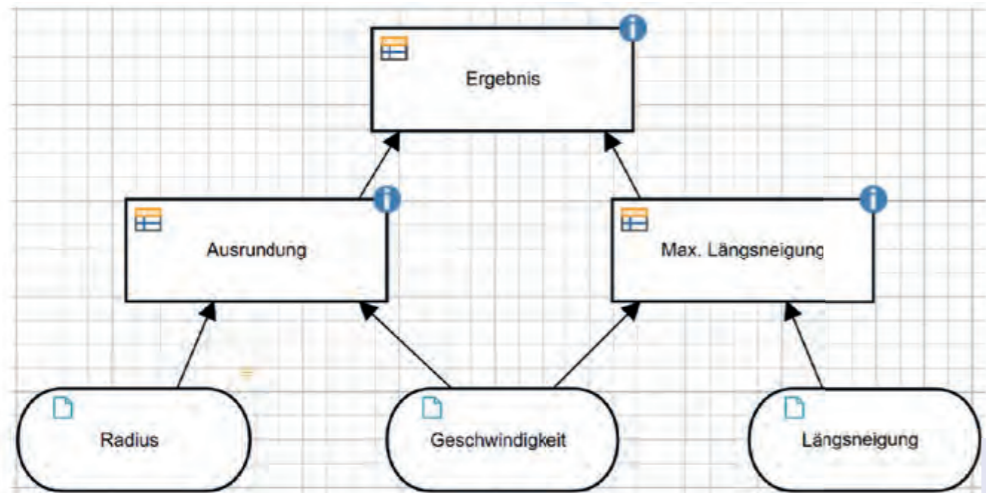 Ergebnis
Ausrundung
Max. Längsneigung
Radius
Geschwindigkeit
Längsneigung